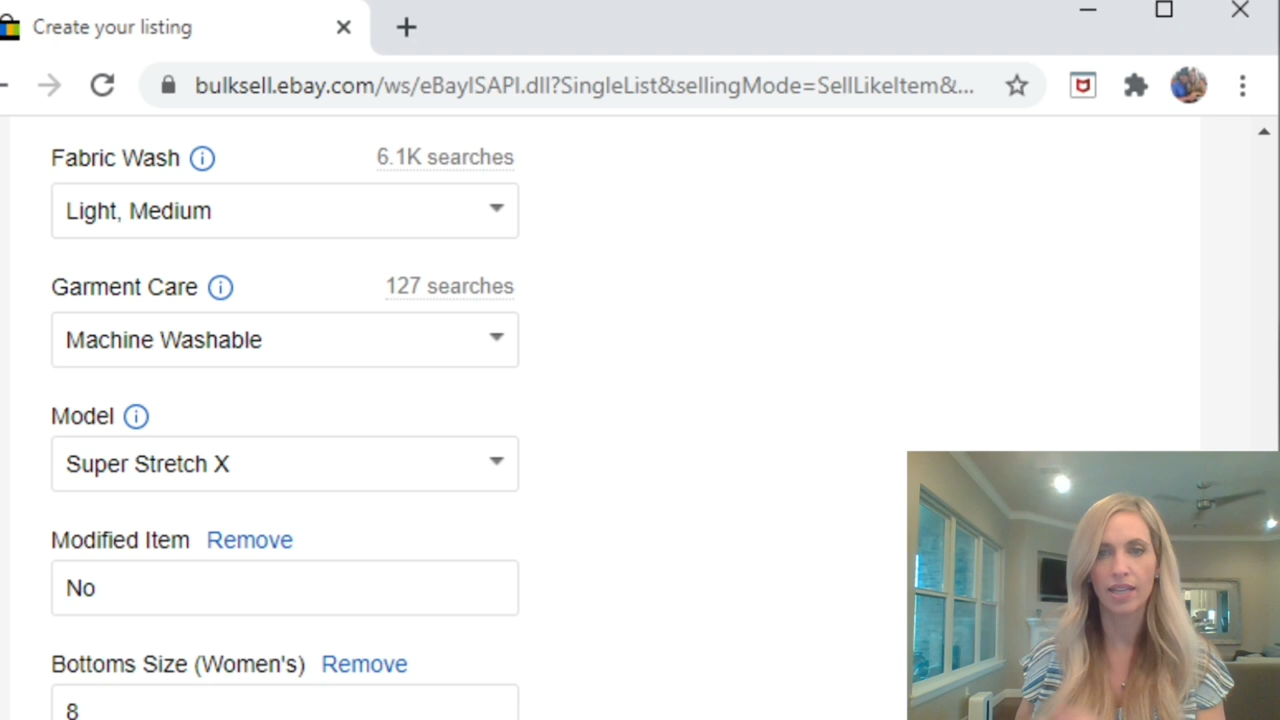 Create your listing
bulksell.ebay.com/ws/eBayISAPI.dll?SingleList&sellingMode=SellLikeItem&...
Fabric Wash 6.1K searches
Light, Medium
Garment Care 127 searches
Machine Washable
Model
Super Stretch X
Modified Item Remove
No
Bottoms Size (Women's) Remove
8